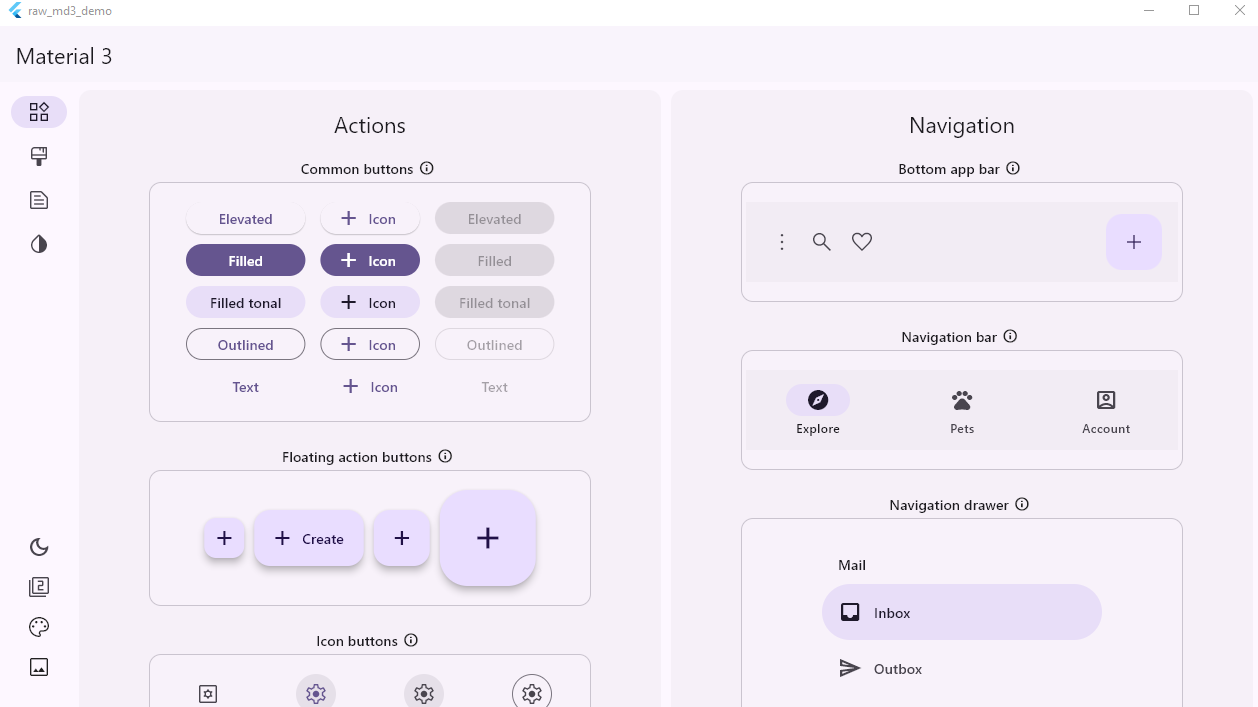 raw_md3_demo
Material 3
Actions
Common buttons
Elevated
Icon
Elevated
Filled
Icon
Filled
Filled tonal
Icon
Filled tonal
Outlined
Icon
Outlined
Text
Icon
Text
Floating action buttons
Create
Icon buttons
2
Navigation
Bottom app bar
Navigation bar
Explore
Pets
Account
Navigation drawer
Mail
Inbox
Outbox